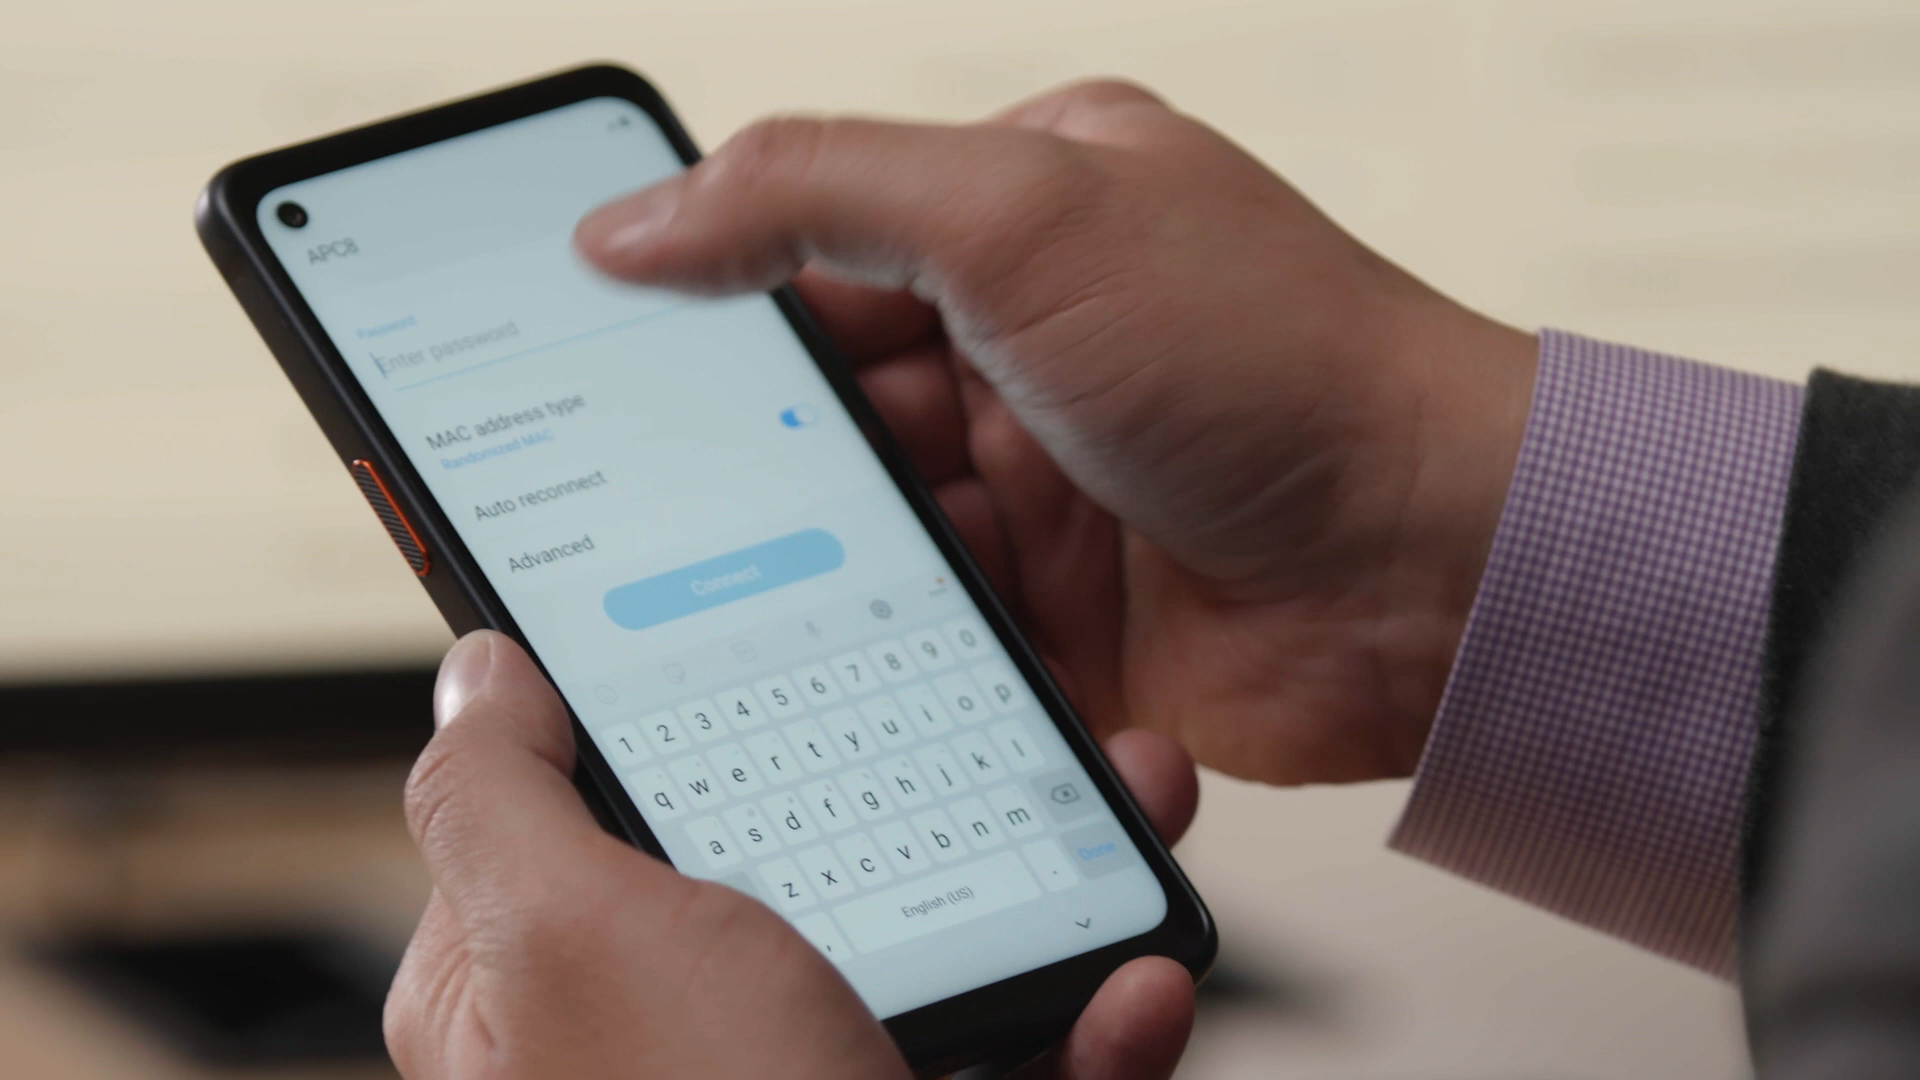 APC8
Password
Enter password
MAC address type
Randomized MAC
Auto reconnect
Advanced
Connect
1 2 3 4 5 6 7 8 9 0
q w e r t y u i o p
a s d f g h j k l
z x c v b n m
, English (US) . Done